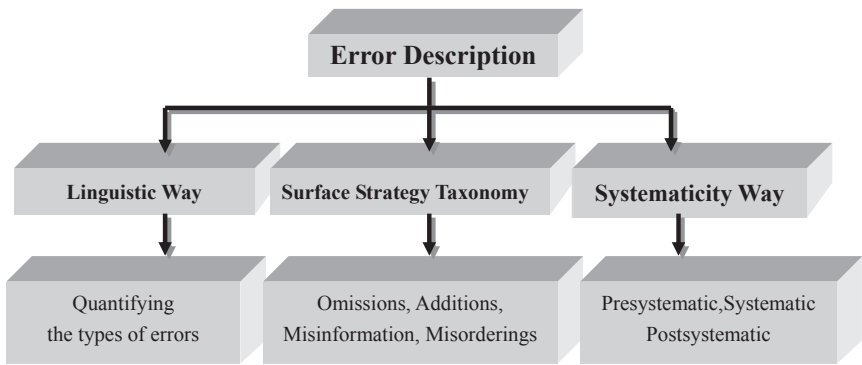 Error Description
Linguistic Way
Surface Strategy Taxonomy
Systematicity Way
Quantifying
the types of errors
Omissions, Additions,
Misinformation, Misorderings
Presystematic,Systematic
Postsystematic